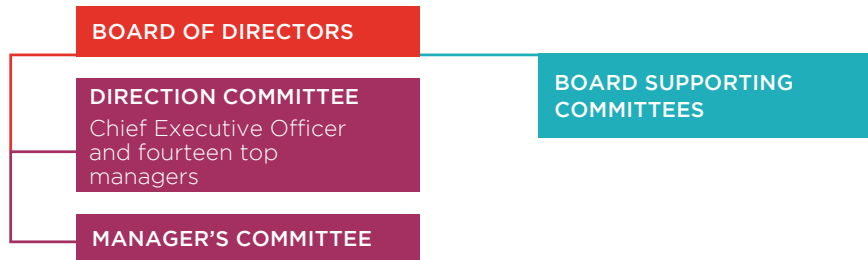 BOARD OF DIRECTORS
BOARD SUPPORTING
COMMITTEES
DIRECTION COMMITTEE
Chief Executive Officer
and fourteen top
managers
MANAGER'S COMMITTEE